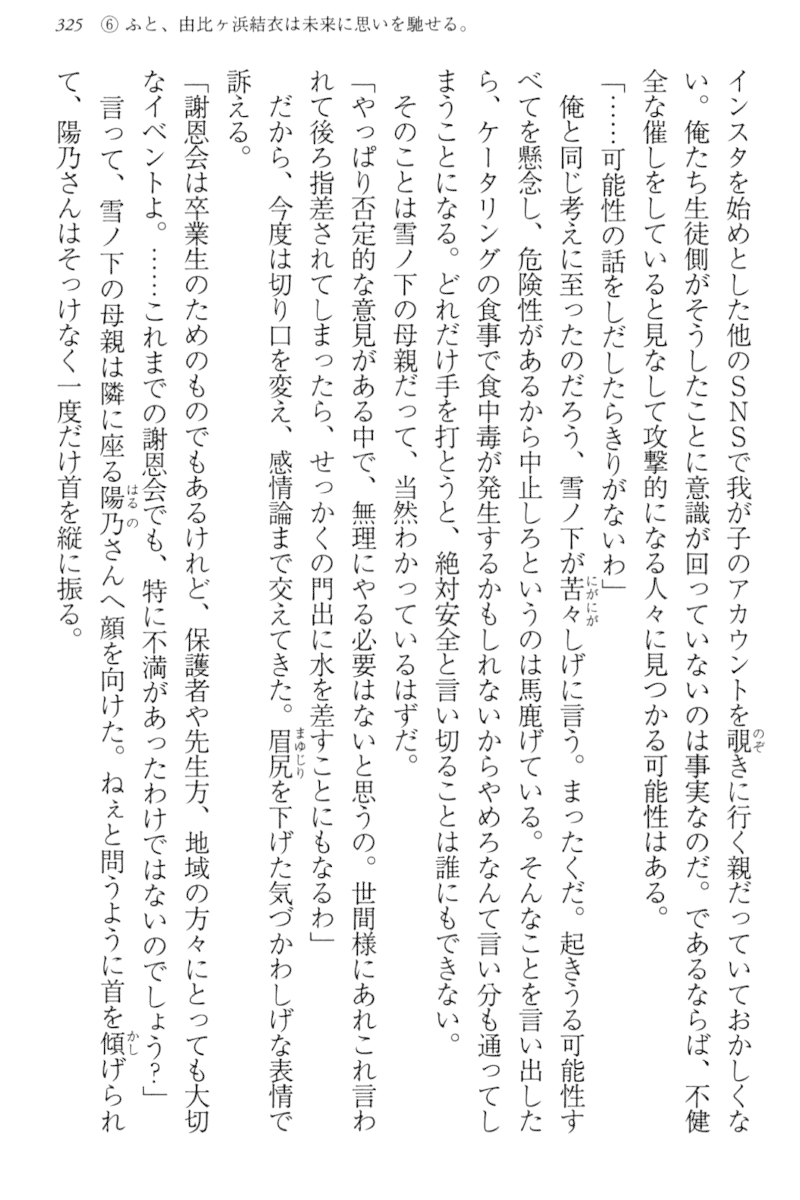 325 ⑥ ふと、由比ヶ浜結衣は未来に思いを馳せる。
インスタを始めとした他のＳＮＳで我が子のアカウントを覗きに行く親だっていておかしくな
い。俺たち生徒側がそうしたことに意識が回っていないのは事実なのだ。であるならば、不健
全な催しをしていると見なして攻撃的になる人々に見つかる可能性はある。
「……可能性の話をしだしたらきりがないわ」
　俺と同じ考えに至ったのだろう、雪ノ下が苦々しげに言う。まったくだ。起きうる可能性す
べてを懸念し、危険性があるから中止しろというのは馬鹿げている。そんなことを言い出した
ら、ケータリングの食事で食中毒が発生するかもしれないからやめろなんて言い分も通ってし
まうことになる。どれだけ手を打とうと、絶対安全と言い切ることは誰にもできない。
　そのことは雪ノ下の母親だって、当然わかっているはずだ。
「やっぱり否定的な意見がある中で、無理にやる必要はないと思うの。世間様にあれこれ言わ
れて後ろ指差されてしまったら、せっかくの門出に水を差すことにもなるわ」
　だから、今度は切り口を変え、感情論まで交えてきた。眉尻を下げた気づかわしげな表情で
訴える。
「謝恩会は卒業生のためのものでもあるけれど、保護者や先生方、地域の方々にとっても大切
なイベントよ。……これまでの謝恩会でも、特に不満があったわけではないのでしょう？」
　言って、雪ノ下の母親は隣に座る陽乃さんへ顔を向けた。ねぇと問うように首を傾げられ
て、陽乃さんはそっけなく一度だけ首を縦に振る。